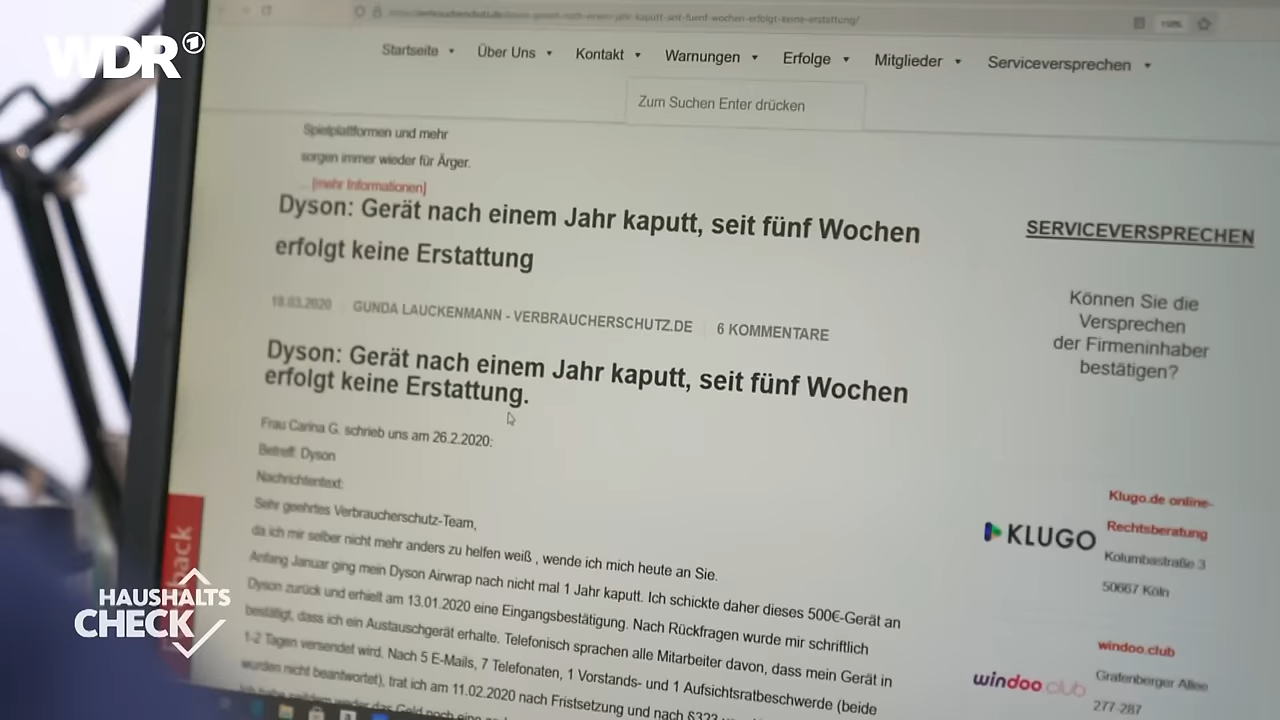 WDR
Startseite Über Uns Kontakt Warnungen Erfolge Mitglieder Serviceversprechen
Zum Suchen Enter drücken
Spielplattformen und mehr
sorgen immer wieder für Ärger.
... [mehr Informationen]
Dyson: Gerät nach einem Jahr kaputt, seit fünf Wochen
erfolgt keine Erstattung
18.03.2020 GUNDA LAUCKENMANN - VERBRAUCHERSCHUTZ.DE 6 KOMMENTARE
Dyson: Gerät nach einem Jahr kaputt, seit fünf Wochen
erfolgt keine Erstattung.
Frau Carina G. schrieb uns am 26.2.2020:
Betreff: Dyson
Nachrichtentext:
Sehr geehrtes Verbraucherschutz-Team,
da ich mir selber nicht mehr anders zu helfen weiß , wende ich mich heute an Sie.
Anfang Januar ging mein Dyson Airwrap nach nicht mal 1 Jahr kaputt. Ich schickte daher dieses 500€-Gerät an
Dyson zurück und erhielt am 13.01.2020 eine Eingangsbestätigung. Nach Rückfragen wurde mir schriftlich
bestätigt, dass ich ein Austauschgerät erhalte. Telefonisch sprachen alle Mitarbeiter davon, dass mein Gerät in
1-2 Tagen versendet wird. Nach 5 E-Mails, 7 Telefonaten, 1 Vorstands- und 1 Aufsichtsratbeschwerde (beide
wurden nicht beantwortet), trat ich am 11.02.2020 nach Fristsetzung und nach §323
SERVICEVERSPRECHEN
Können Sie die
Versprechen
der Firmeninhaber
bestätigen?
KLUGO
Klugo.de online-
Rechtsberatung
Kolumbastraße 3
50667 Köln
windoo.club
windoo.club
Grafenberger Allee
277-287
back
HAUSHALTS
CHECK